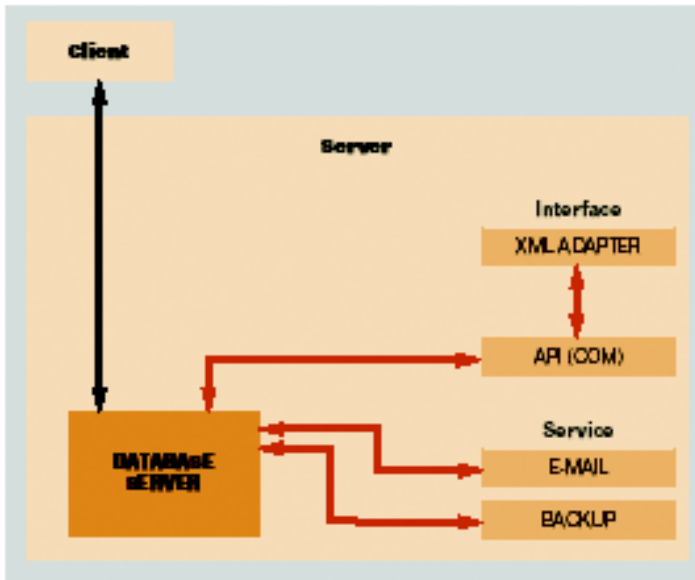 Client
Server
Interface
XML ADAPTER
API (COM)
DATABASE
SERVER
Service
E-MAIL
BACKUP